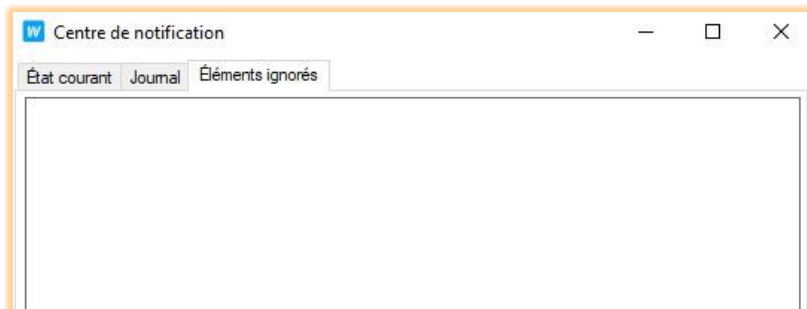 W Centre de notification
État courant Journal Éléments ignorés